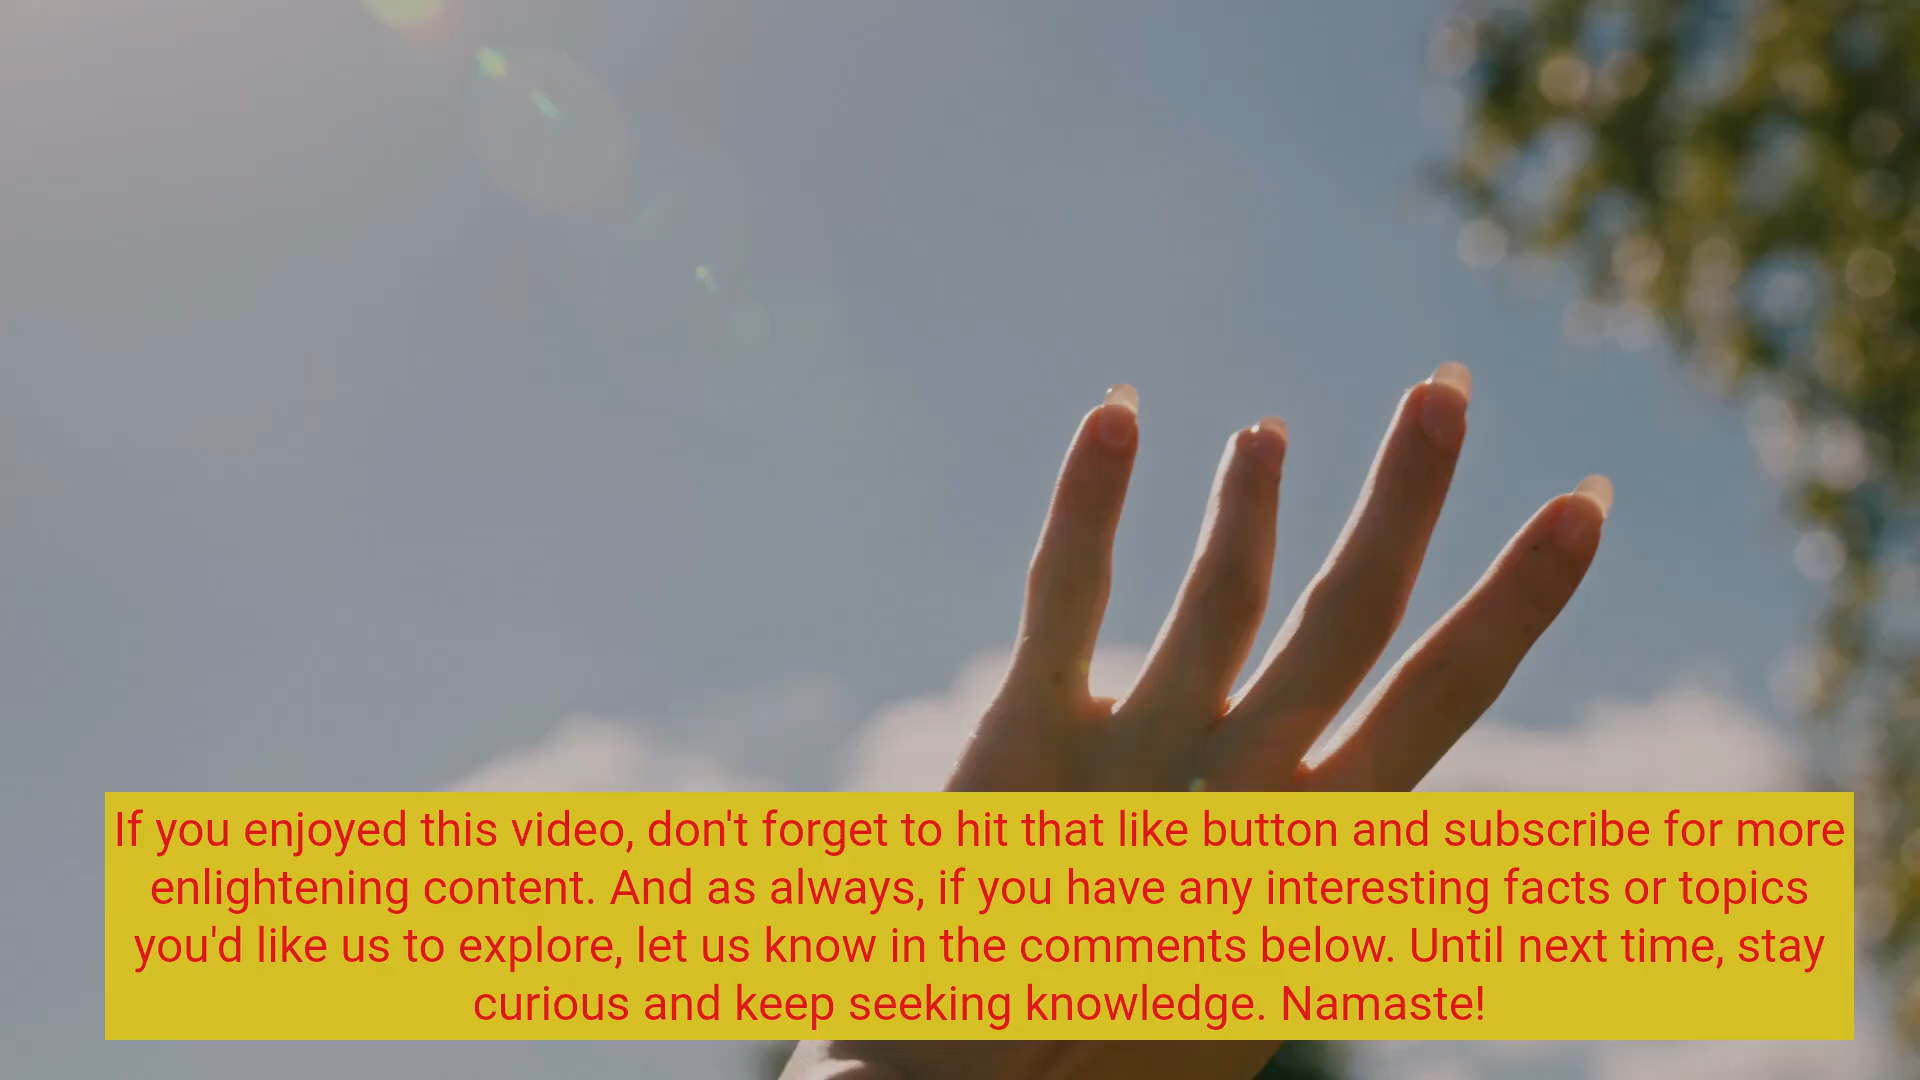 If you enjoyed this video, don't forget to hit that like button and subscribe for more
enlightening content. And as always, if you have any interesting facts or topics
you'd like us to explore, let us know in the comments below. Until next time, stay
curious and keep seeking knowledge. Namaste!